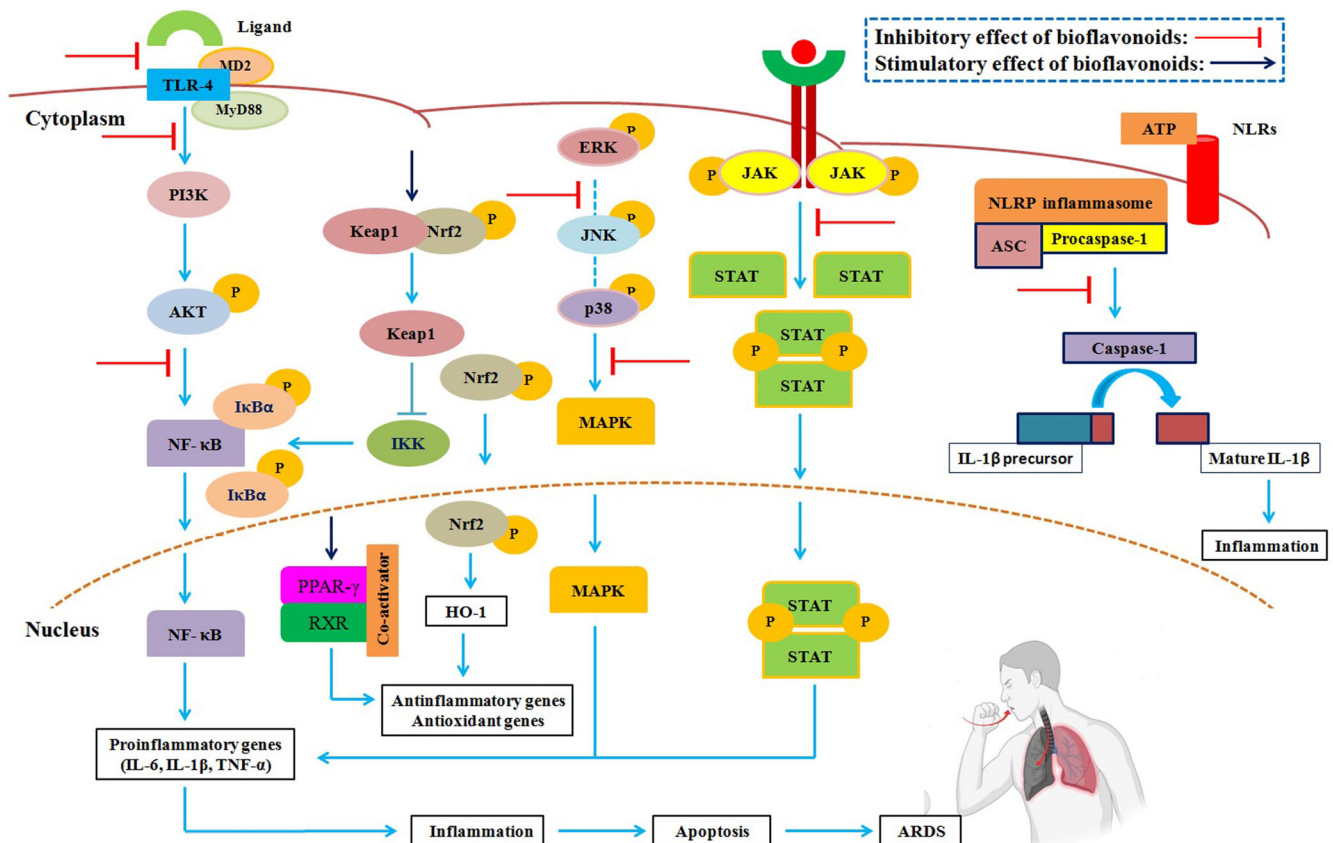 Ligand
MD2
TLR-4
MyD88
Cytoplasm
PI3K
AKT
P
IκBα
P
NF-κB
IκBα
P
Keap1
Nrf2
P
Keap1
Nrf2
P
IKK
ERK
P
JNK
P
p38
P
MAPK
P
JAK
JAK
P
STAT
STAT
STAT
P
P
STAT
Inhibitory effect of bioflavonoids:
Stimulatory effect of bioflavonoids:
ATP
NLRs
NLRP inflammasome
ASC
Procaspase-1
Caspase-1
IL-1β precursor
Mature IL-1β
Inflammation
Nucleus
NF-κB
PPAR-γ
RXR
Co-activator
Nrf2
P
HO-1
MAPK
STAT
P
P
STAT
Antinflammatory genes
Antioxidant genes
Proinflammatory genes
(IL-6, IL-1β, TNF-α)
Inflammation
Apoptosis
ARDS